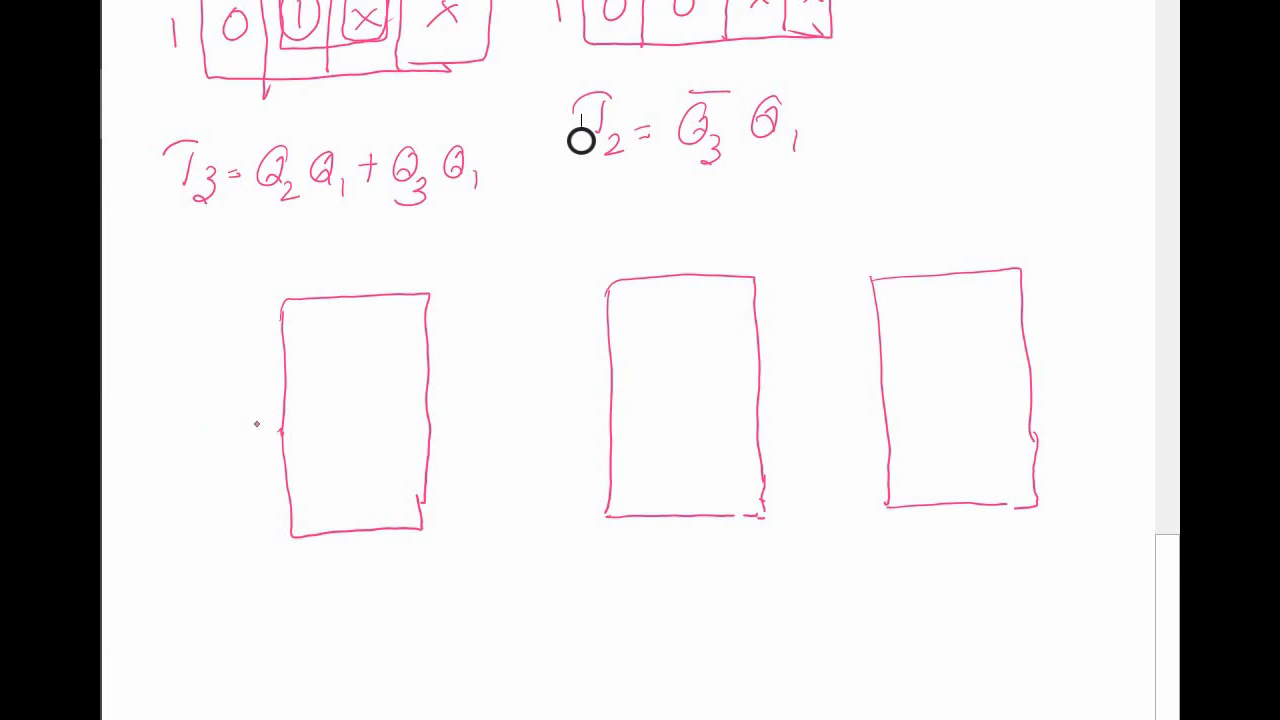 1 0 1 x x
1 0 0 x x
T₂ = Q̅₃ Q₁
T₃ = Q₂ Q₁ + Q₃ Q₁